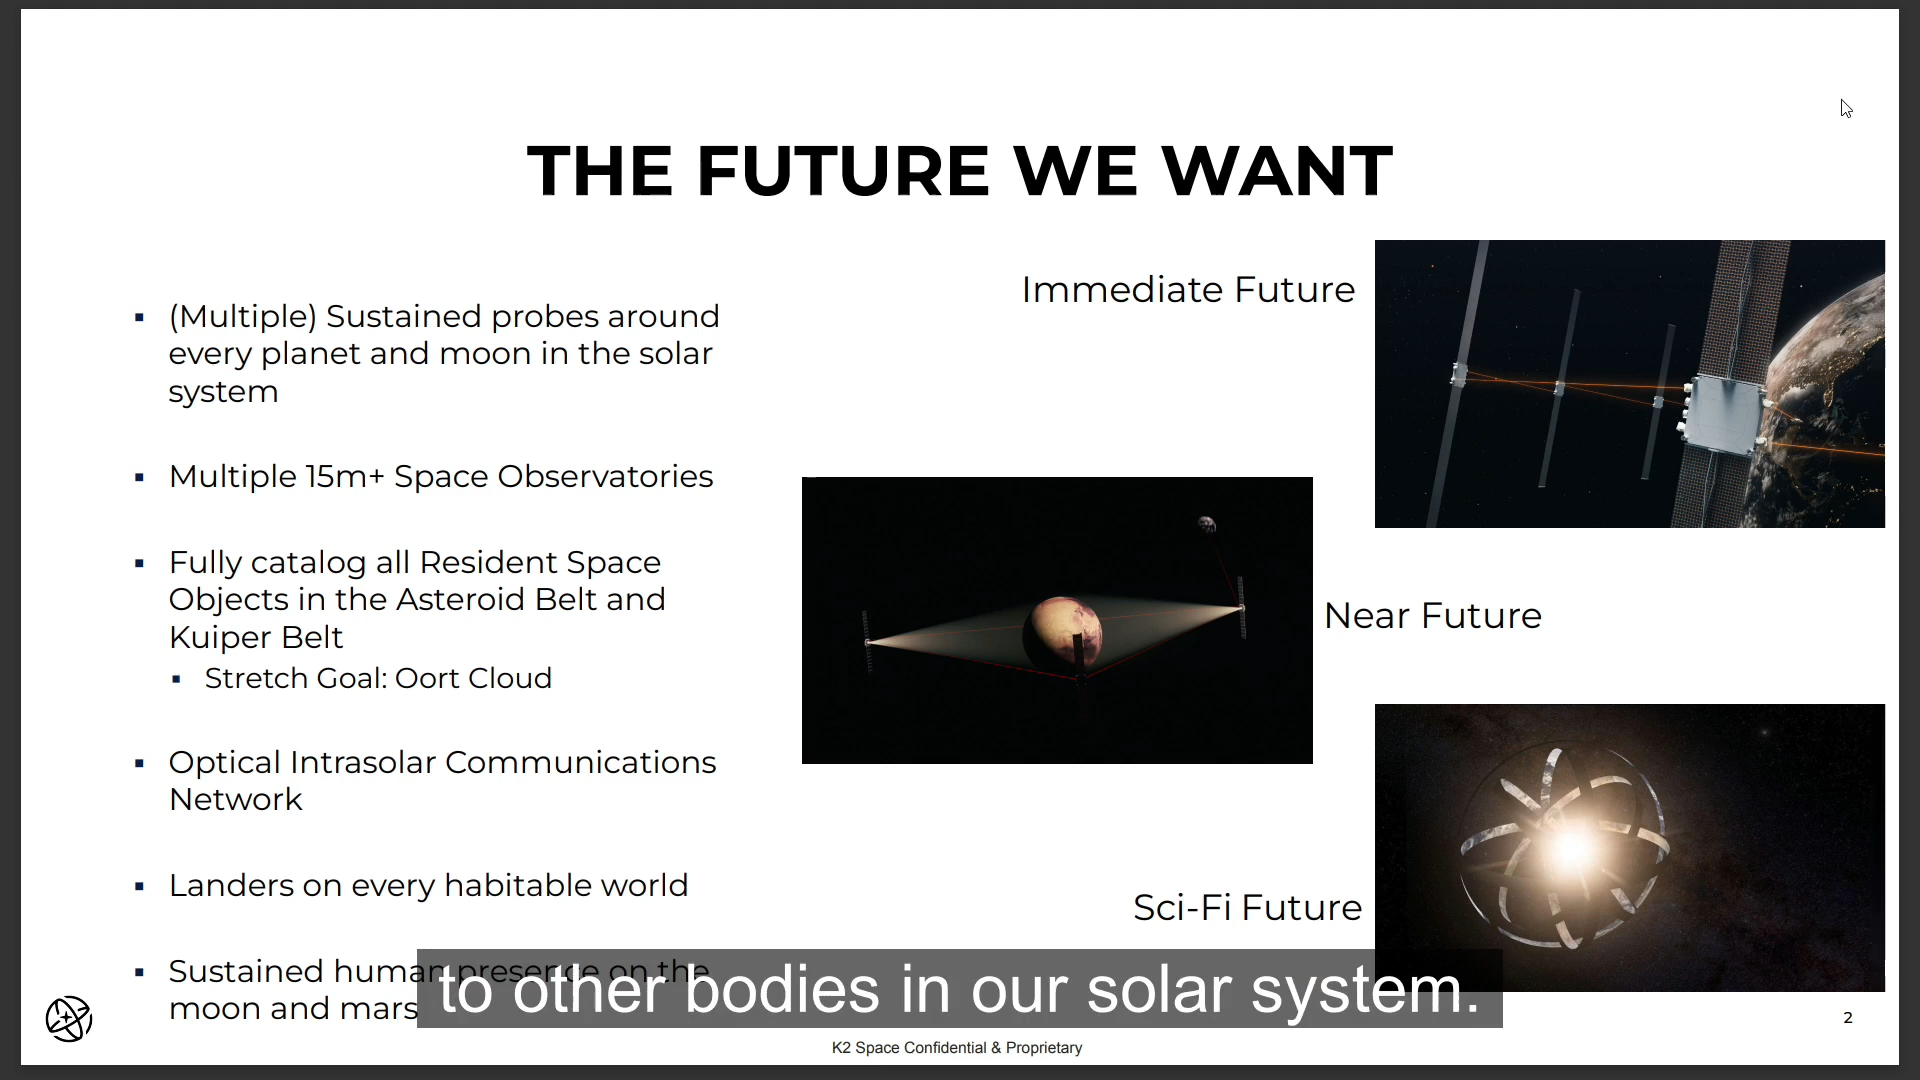 THE FUTURE WE WANT
▪ (Multiple) Sustained probes around
every planet and moon in the solar
system
▪ Multiple 15m+ Space Observatories
▪ Fully catalog all Resident Space
Objects in the Asteroid Belt and
Kuiper Belt
▪ Stretch Goal: Oort Cloud
▪ Optical Intrasolar Communications
Network
▪ Landers on every habitable world
▪ Sustained human presence on the
moon and mars
Immediate Future
Near Future
Sci-Fi Future
to other bodies in our solar system.
2
K2 Space Confidential & Proprietary